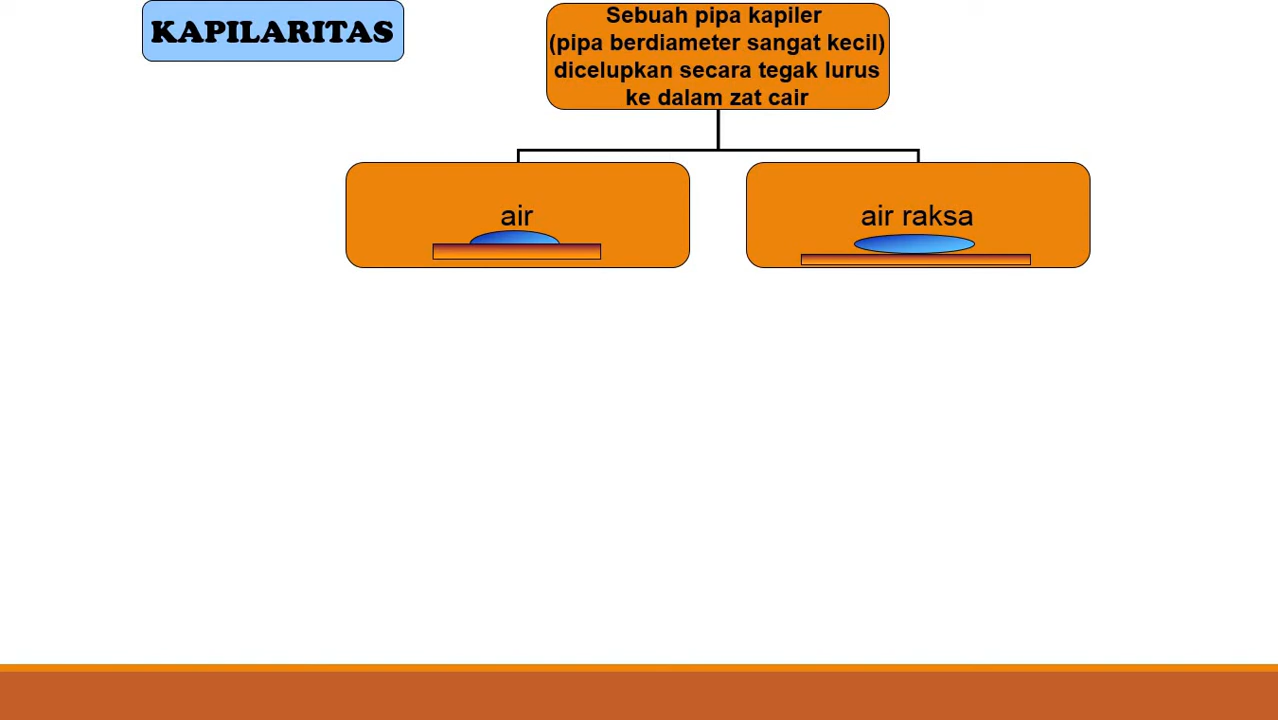 KAPILARITAS
Sebuah pipa kapiler
(pipa berdiameter sangat kecil)
dicelupkan secara tegak lurus
ke dalam zat cair
air
air raksa